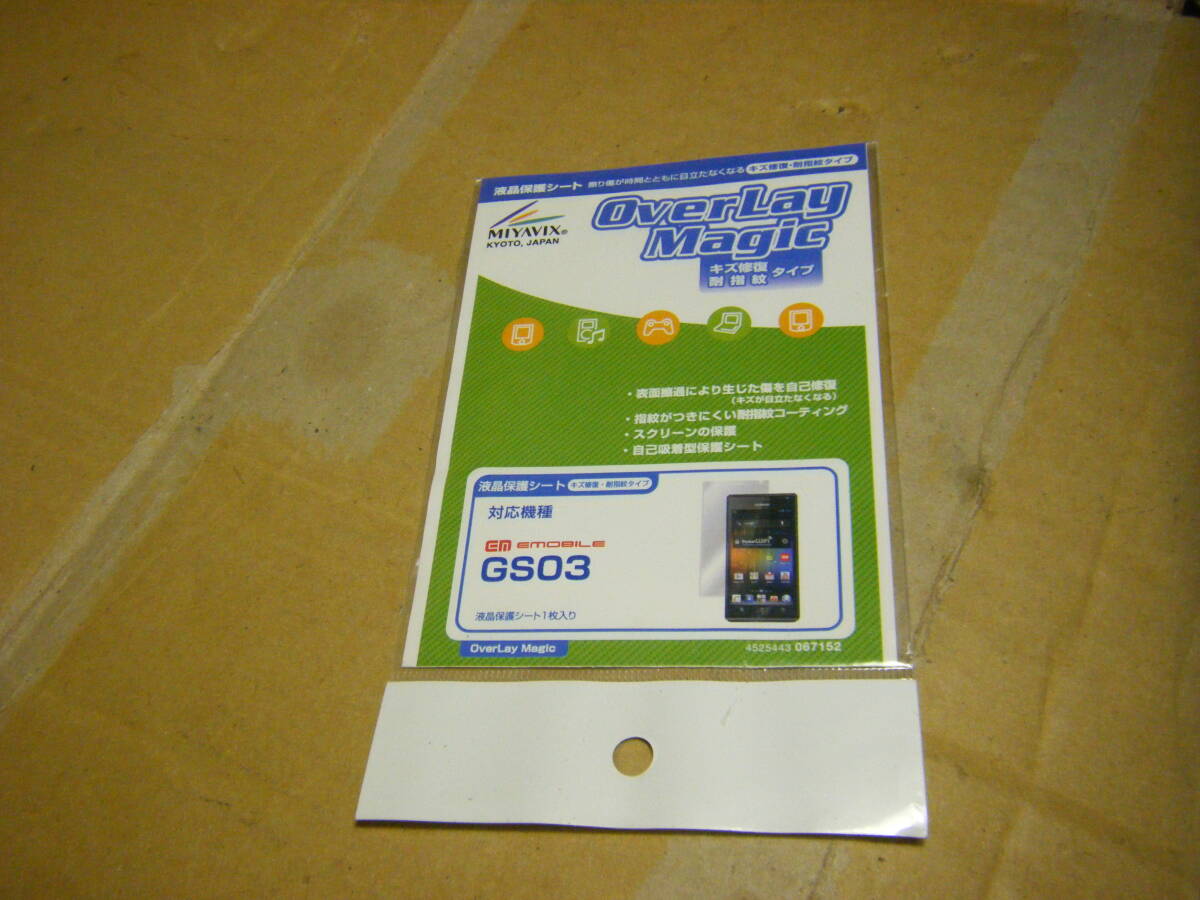 液晶保護シート 擦り傷が時間とともに目立たなくなる キズ修復・耐指紋タイプ
MIYAVIX®
KYOTO, JAPAN
OverLay
Magic
キズ修復
耐指紋 タイプ
・表面擦過により生じた傷を自己修復
(キズが目立たなくなる)
・指紋がつきにくい耐指紋コーティング
・スクリーンの保護
・自己吸着型保護シート
液晶保護シート キズ修復・耐指紋タイプ
対応機種
EM EMOBILE
GS03
液晶保護シート1枚入り
OverLay Magic
4525443 067152